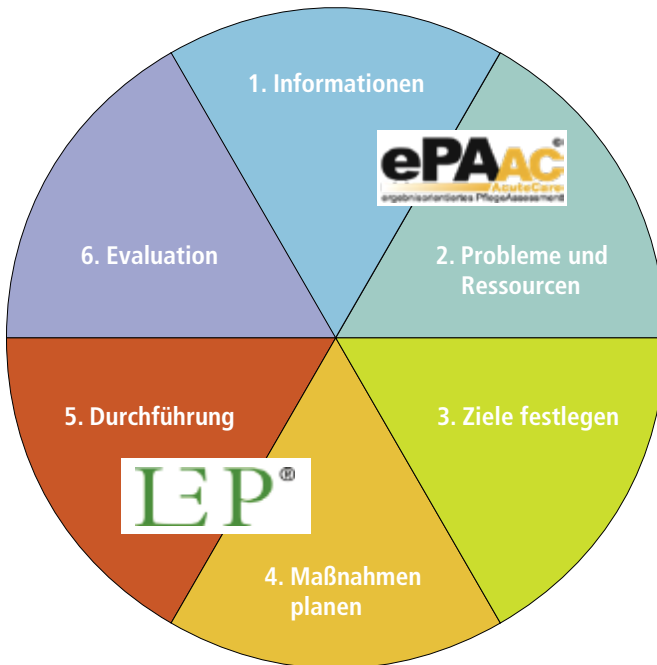 1. Informationen
ePAAC®
AcuteCare
ergebnisorientiertes PflegeAssessment
2. Probleme und
Ressourcen
3. Ziele festlegen
4. Maßnahmen
planen
LEP®
5. Durchführung
6. Evaluation